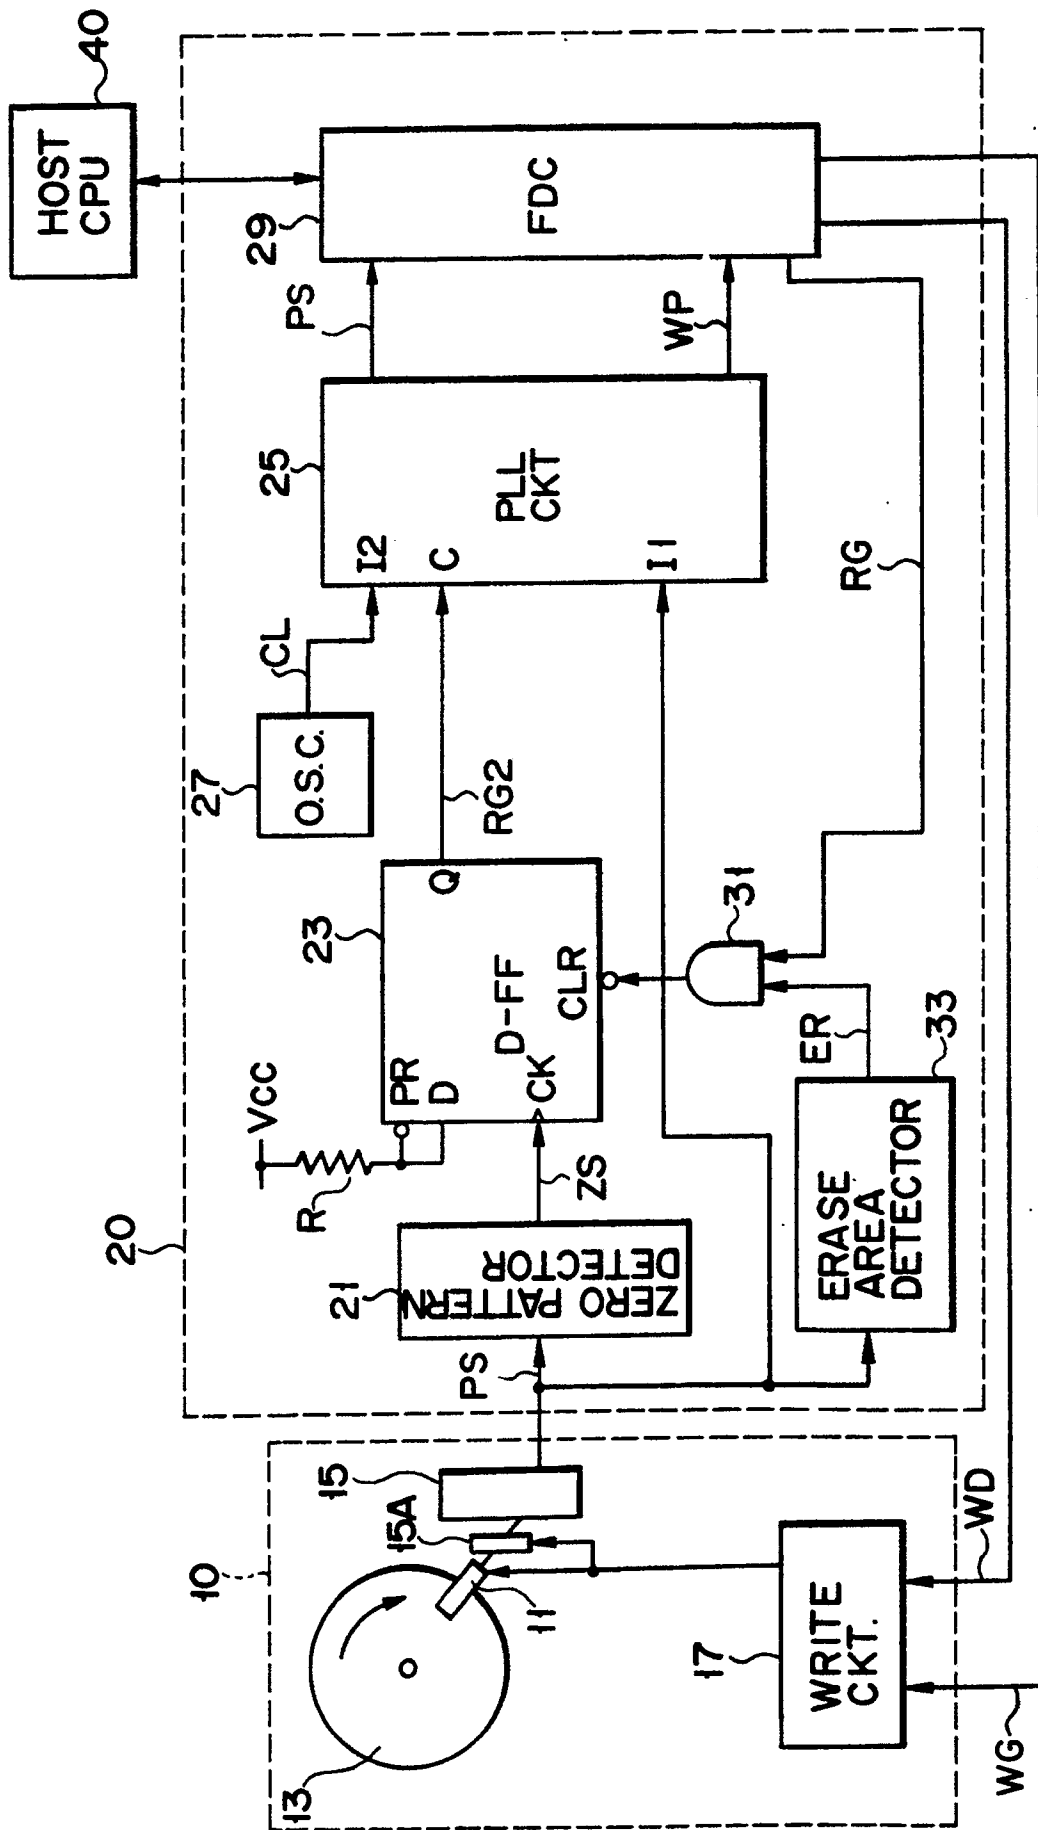 HOST
CPU
40
20
29
FDC
PS
WP
25
PLL
CKT
I2
C
I1
RG
CL
27
O.S.C.
RG2
23
Q
D-FF
PR
D
CK
CLR
31
VCC
R
ZS
ER
33
ERASE
AREA
DETECTOR
21
ZERO PATTERN
DETECTOR
PS
10
15
15A
11
13
17
WRITE
CKT.
WD
WG